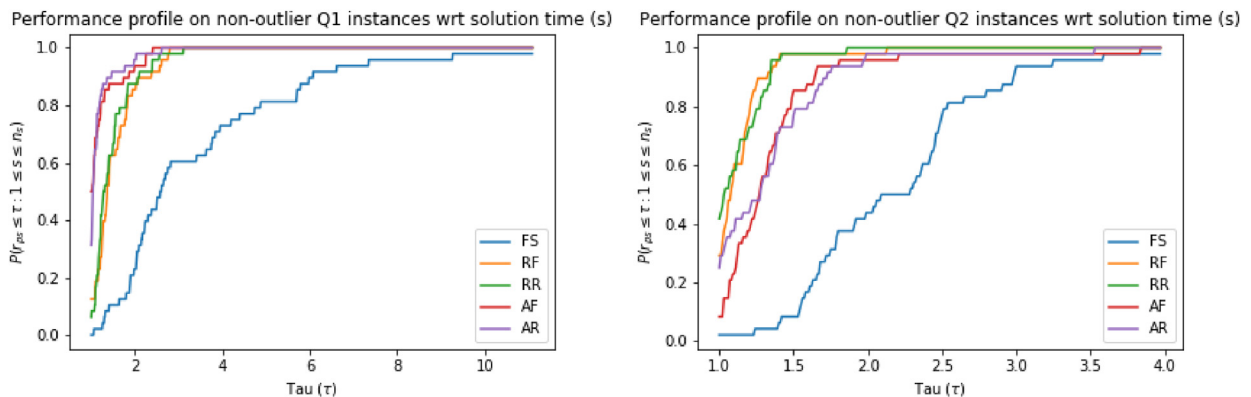 Performance profile on non-outlier Q1 instances wrt solution time (s)
P(r_ps ≤ τ : 1 ≤ s ≤ n_s)
1.0
0.8
0.6
0.4
0.2
0.0
FS
RF
RR
AF
AR
2 4 6 8 10
Tau (τ)
Performance profile on non-outlier Q2 instances wrt solution time (s)
P(r_ps ≤ τ : 1 ≤ s ≤ n_s)
1.0
0.8
0.6
0.4
0.2
0.0
FS
RF
RR
AF
AR
1.0 1.5 2.0 2.5 3.0 3.5 4.0
Tau (τ)